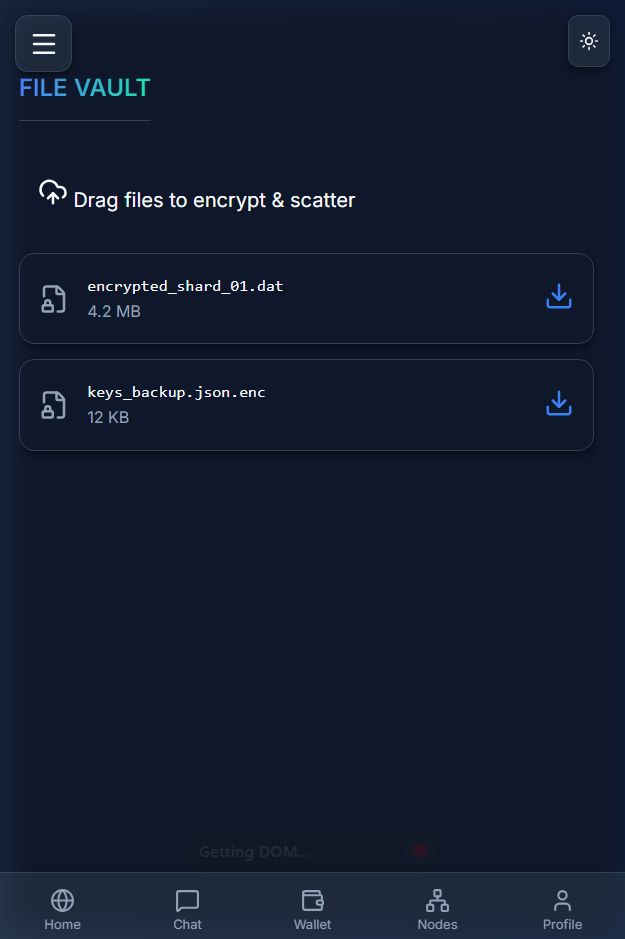 FILE VAULT
Drag files to encrypt & scatter
encrypted_shard_01.dat
4.2 MB
keys_backup.json.enc
12 KB
Getting DOM...
Home
Chat
Wallet
Nodes
Profile